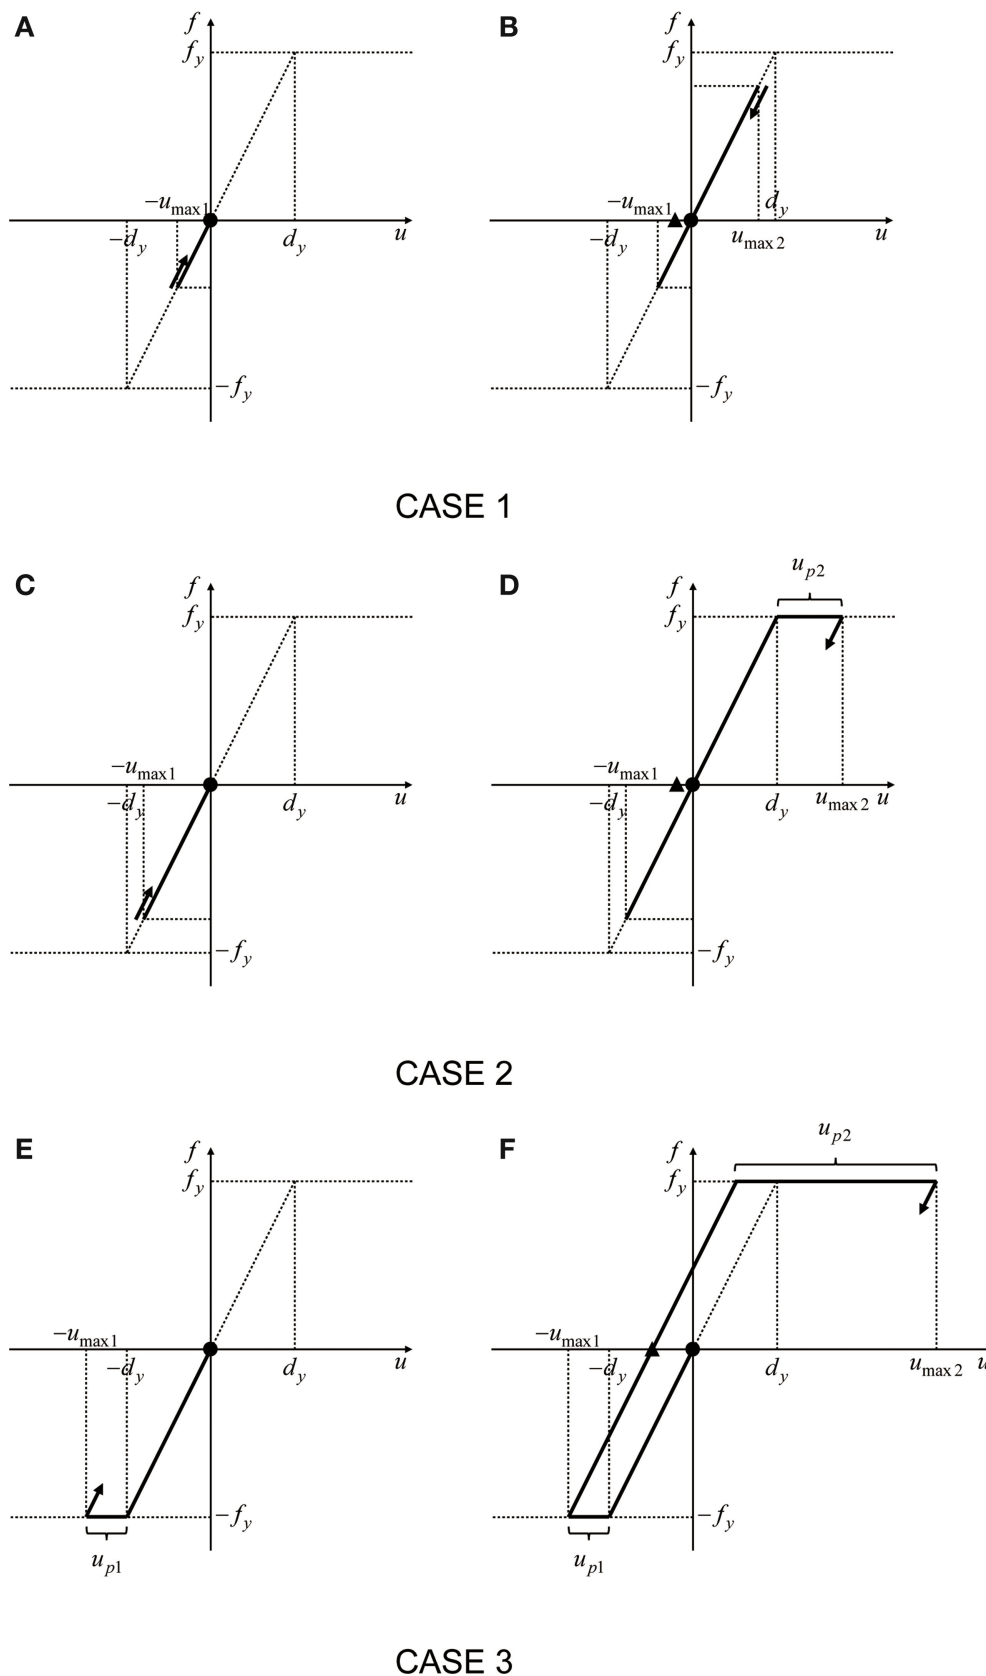 A
f
f_y
−u_max1
−d_y
d_y
u
−f_y
B
f
f_y
−u_max1
−d_y
d_y
u_max2
u
−f_y
CASE 1
C
f
f_y
−u_max1
−d_y
d_y
u
−f_y
D
f
u_p2
f_y
−u_max1
−d_y
d_y
u_max2
u
−f_y
CASE 2
E
f
f_y
−u_max1
−d_y
d_y
u
−f_y
u_p1
F
f
u_p2
f_y
−u_max1
−d_y
d_y
u_max2
u
−f_y
u_p1
CASE 3